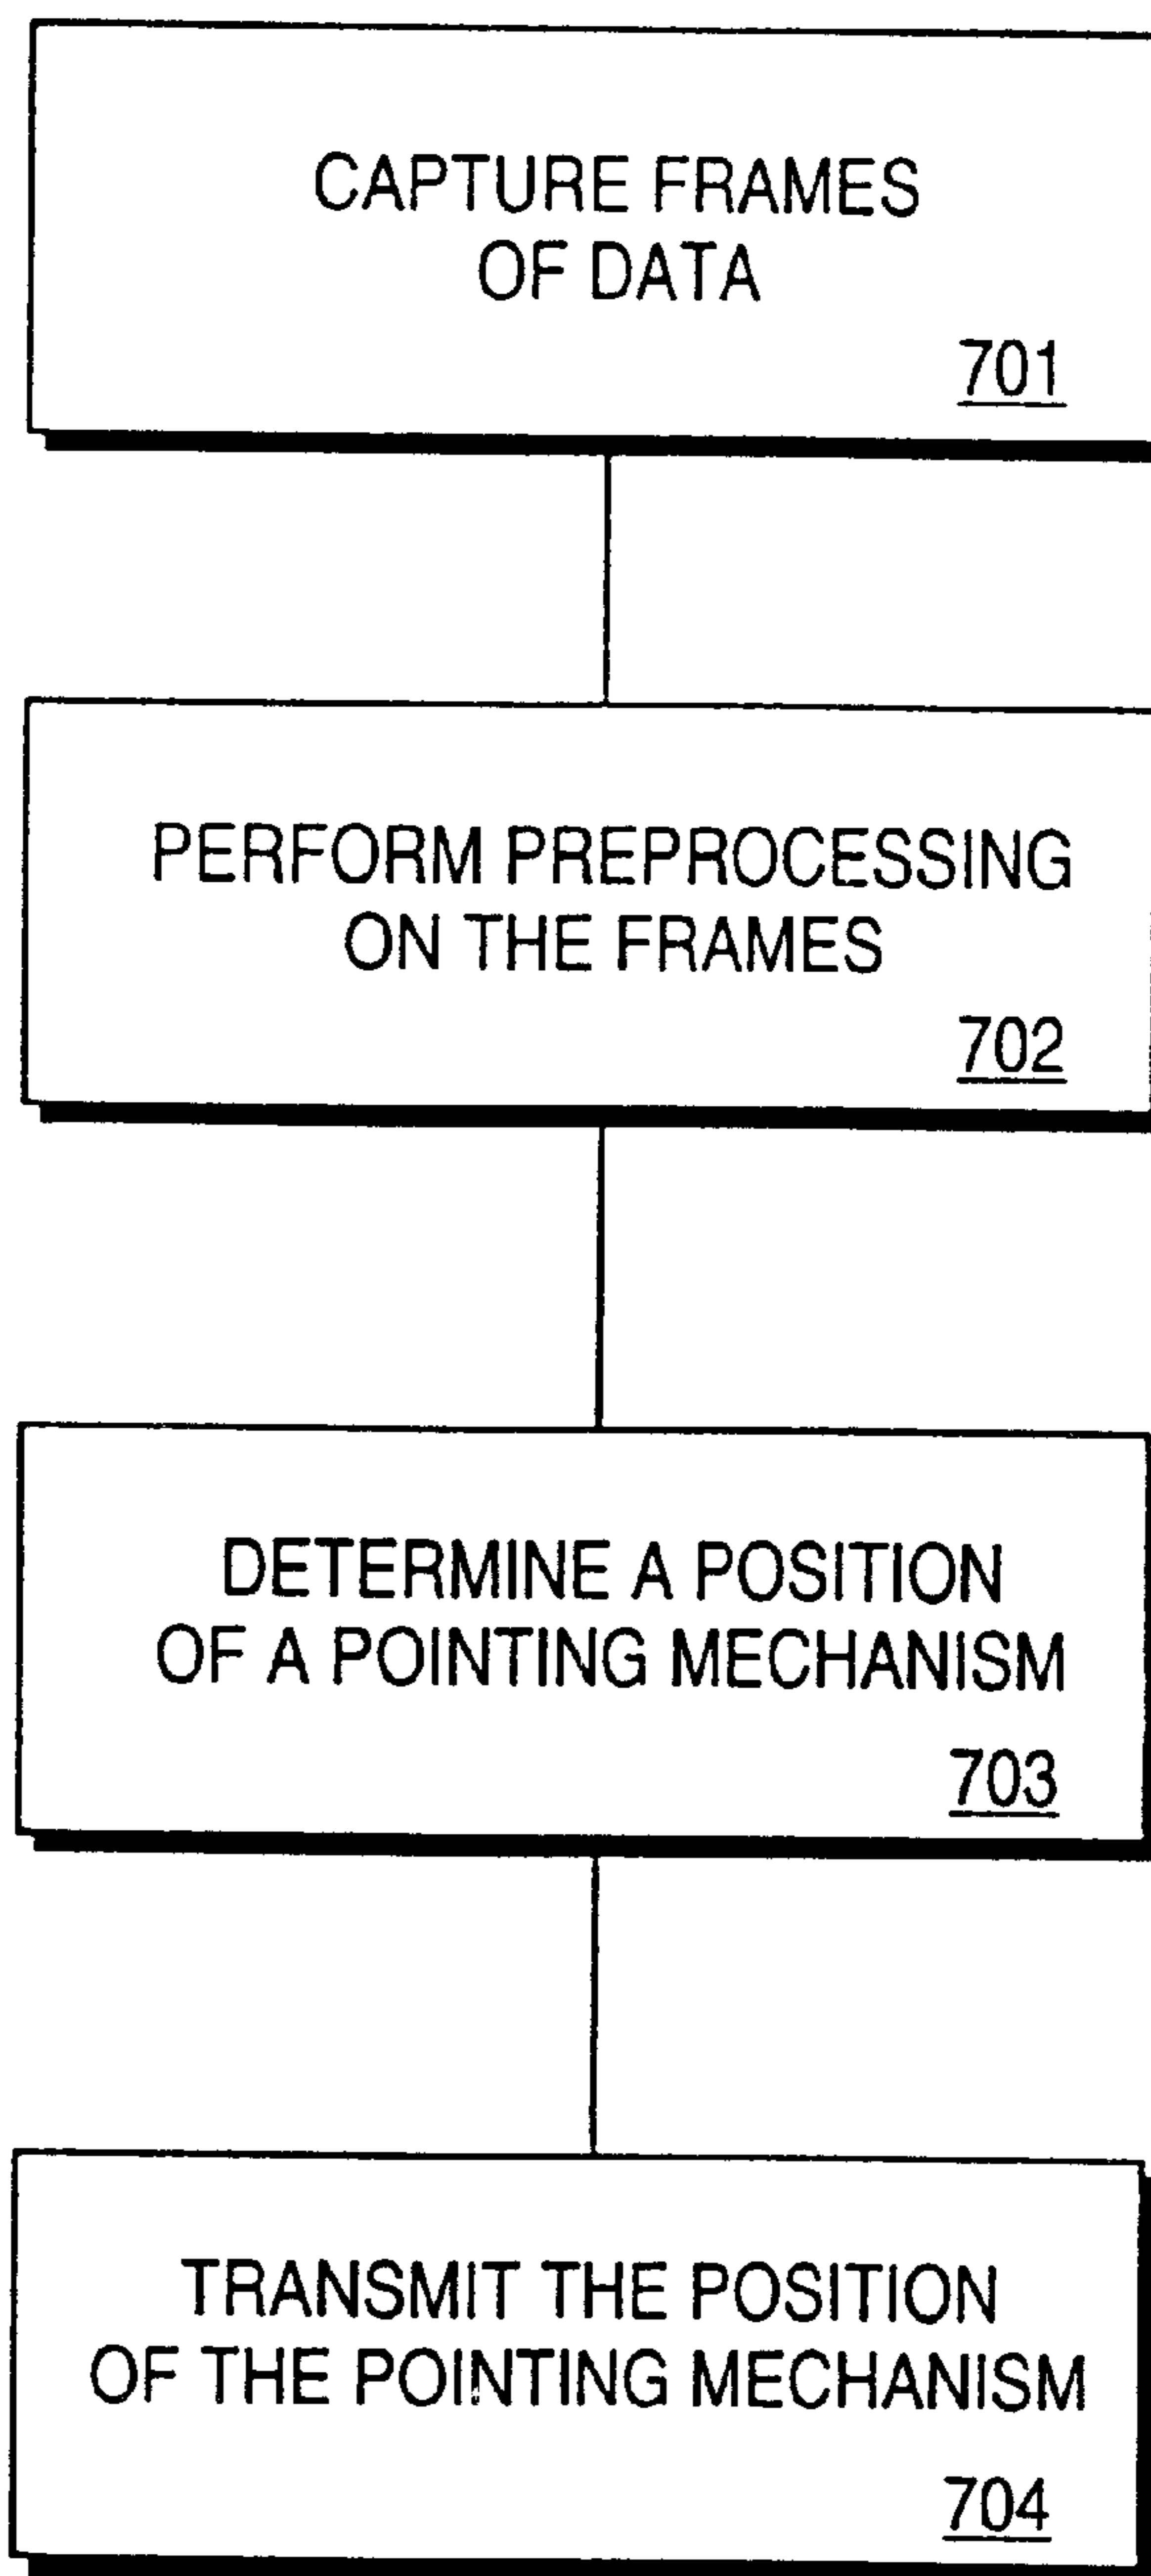 CAPTURE FRAMES
OF DATA
701
PERFORM PREPROCESSING
ON THE FRAMES
702
DETERMINE A POSITION
OF A POINTING MECHANISM
703
TRANSMIT THE POSITION
OF THE POINTING MECHANISM
704